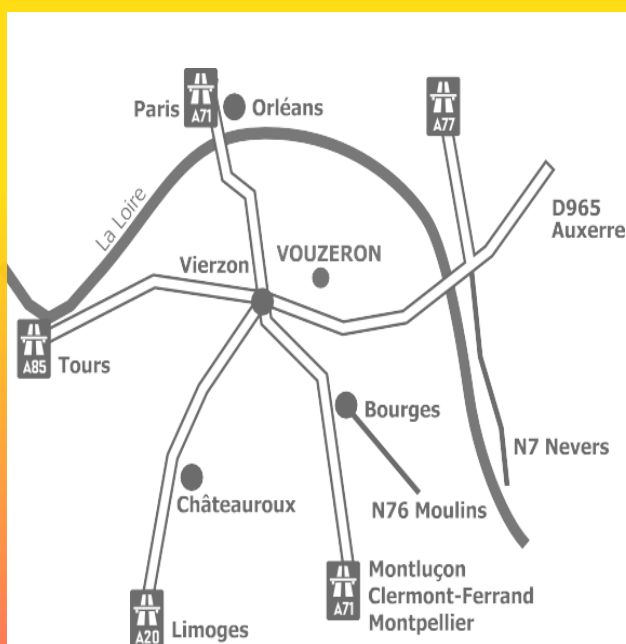 Paris
A71
Orléans
A77
La Loire
D965
Auxerre
Vierzon
VOUZERON
A85
Tours
Bourges
N7 Nevers
Châteauroux
N76 Moulins
A20
Limoges
A71
Montluçon
Clermont-Ferrand
Montpellier